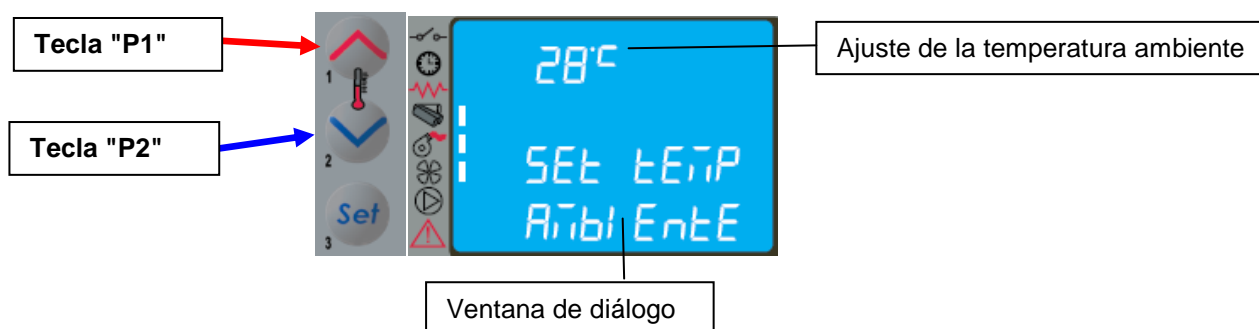 Tecla "P1"
28°C
Ajuste de la temperatura ambiente
1
Tecla "P2"
2
SEt tEmP
AmbIEntE
Set
3
Ventana de diálogo